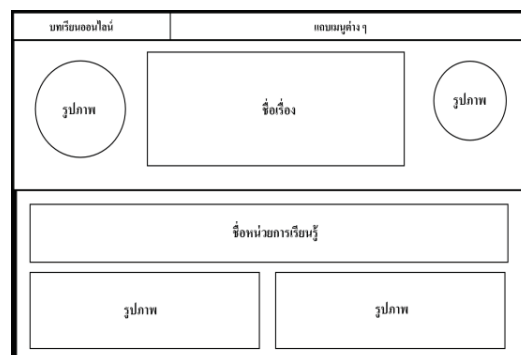 บทเรียนออนไลน์
แถบเมนูต่าง ๆ
รูปภาพ
ชื่อเรื่อง
รูปภาพ
ชื่อหน่วยการเรียนรู้
รูปภาพ
รูปภาพ